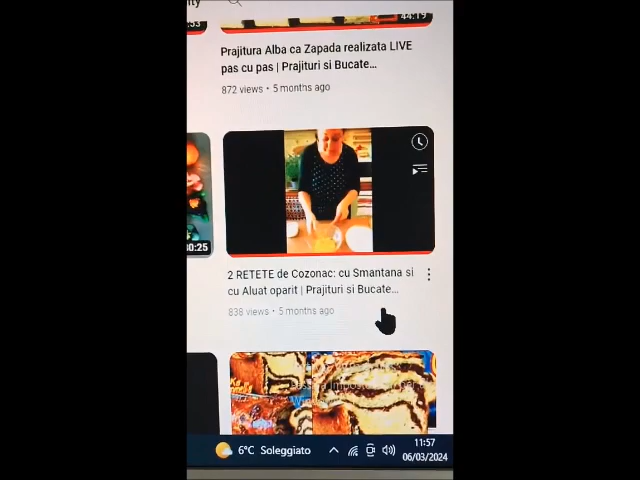 44:19
Prajitura Alba ca Zapada realizata LIVE
pas cu pas | Prajituri si Bucate...
872 views • 5 months ago
30:25
2 RETETE de Cozonac: cu Smantana si
cu Aluat oparit | Prajituri si Bucate...
838 views • 5 months ago
6°C Soleggiato
11:57
06/03/2024